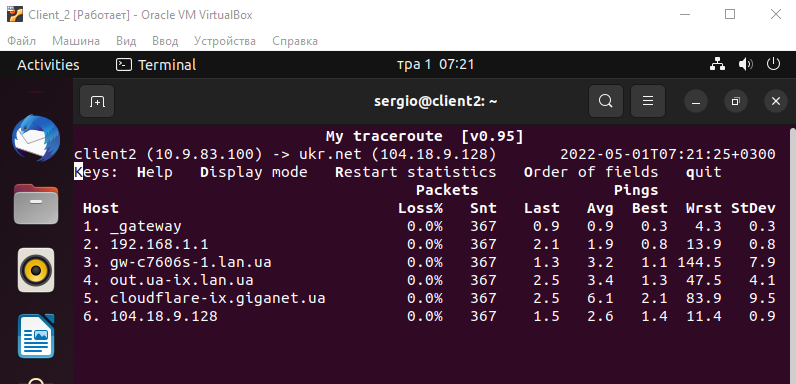 Client_2 [Работает] - Oracle VM VirtualBox
Файл Машина Вид Ввод Устройства Справка
Activities Terminal тра 1 07:21
sergio@client2: ~
My traceroute [v0.95]
client2 (10.9.83.100) -> ukr.net (104.18.9.128) 2022-05-01T07:21:25+0300
Keys: Help Display mode Restart statistics Order of fields quit
Packets Pings
Host Loss% Snt Last Avg Best Wrst StDev
1. _gateway 0.0% 367 0.9 0.9 0.3 4.3 0.3
2. 192.168.1.1 0.0% 367 2.1 1.9 0.8 13.9 0.8
3. gw-c7606s-1.lan.ua 0.0% 367 1.3 3.2 1.1 144.5 7.9
4. out.ua-ix.lan.ua 0.0% 367 2.5 3.4 1.3 47.5 4.1
5. cloudflare-ix.giganet.ua 0.0% 367 2.5 6.1 2.1 83.9 9.5
6. 104.18.9.128 0.0% 367 1.5 2.6 1.4 11.4 0.9